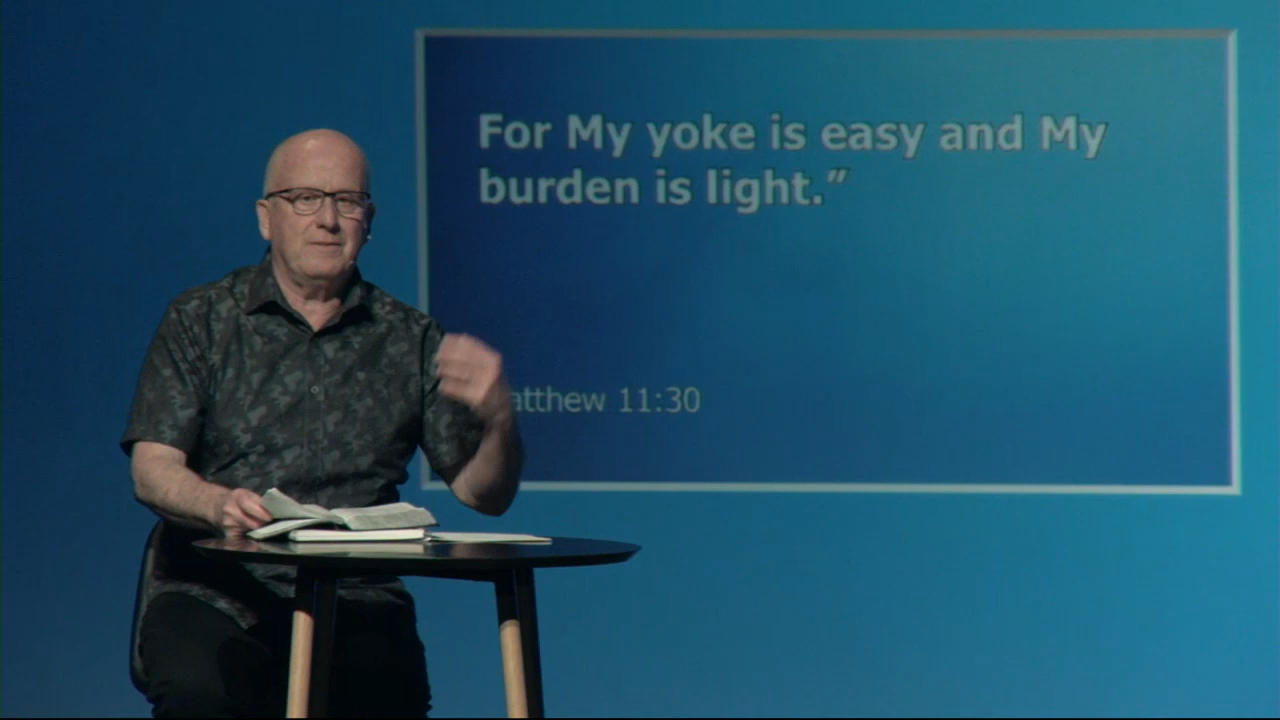 For My yoke is easy and My
burden is light.”
atthew 11:30